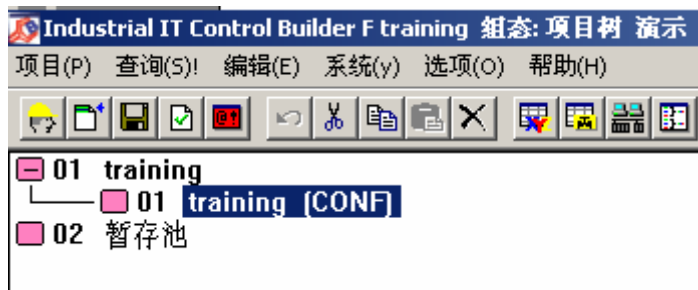 Industrial IT Control Builder F training 组态: 项目树 演示
项目(P) 查询(S)! 编辑(E) 系统(y) 选项(O) 帮助(H)
01 training
01 training (CONF)
02 暂存池